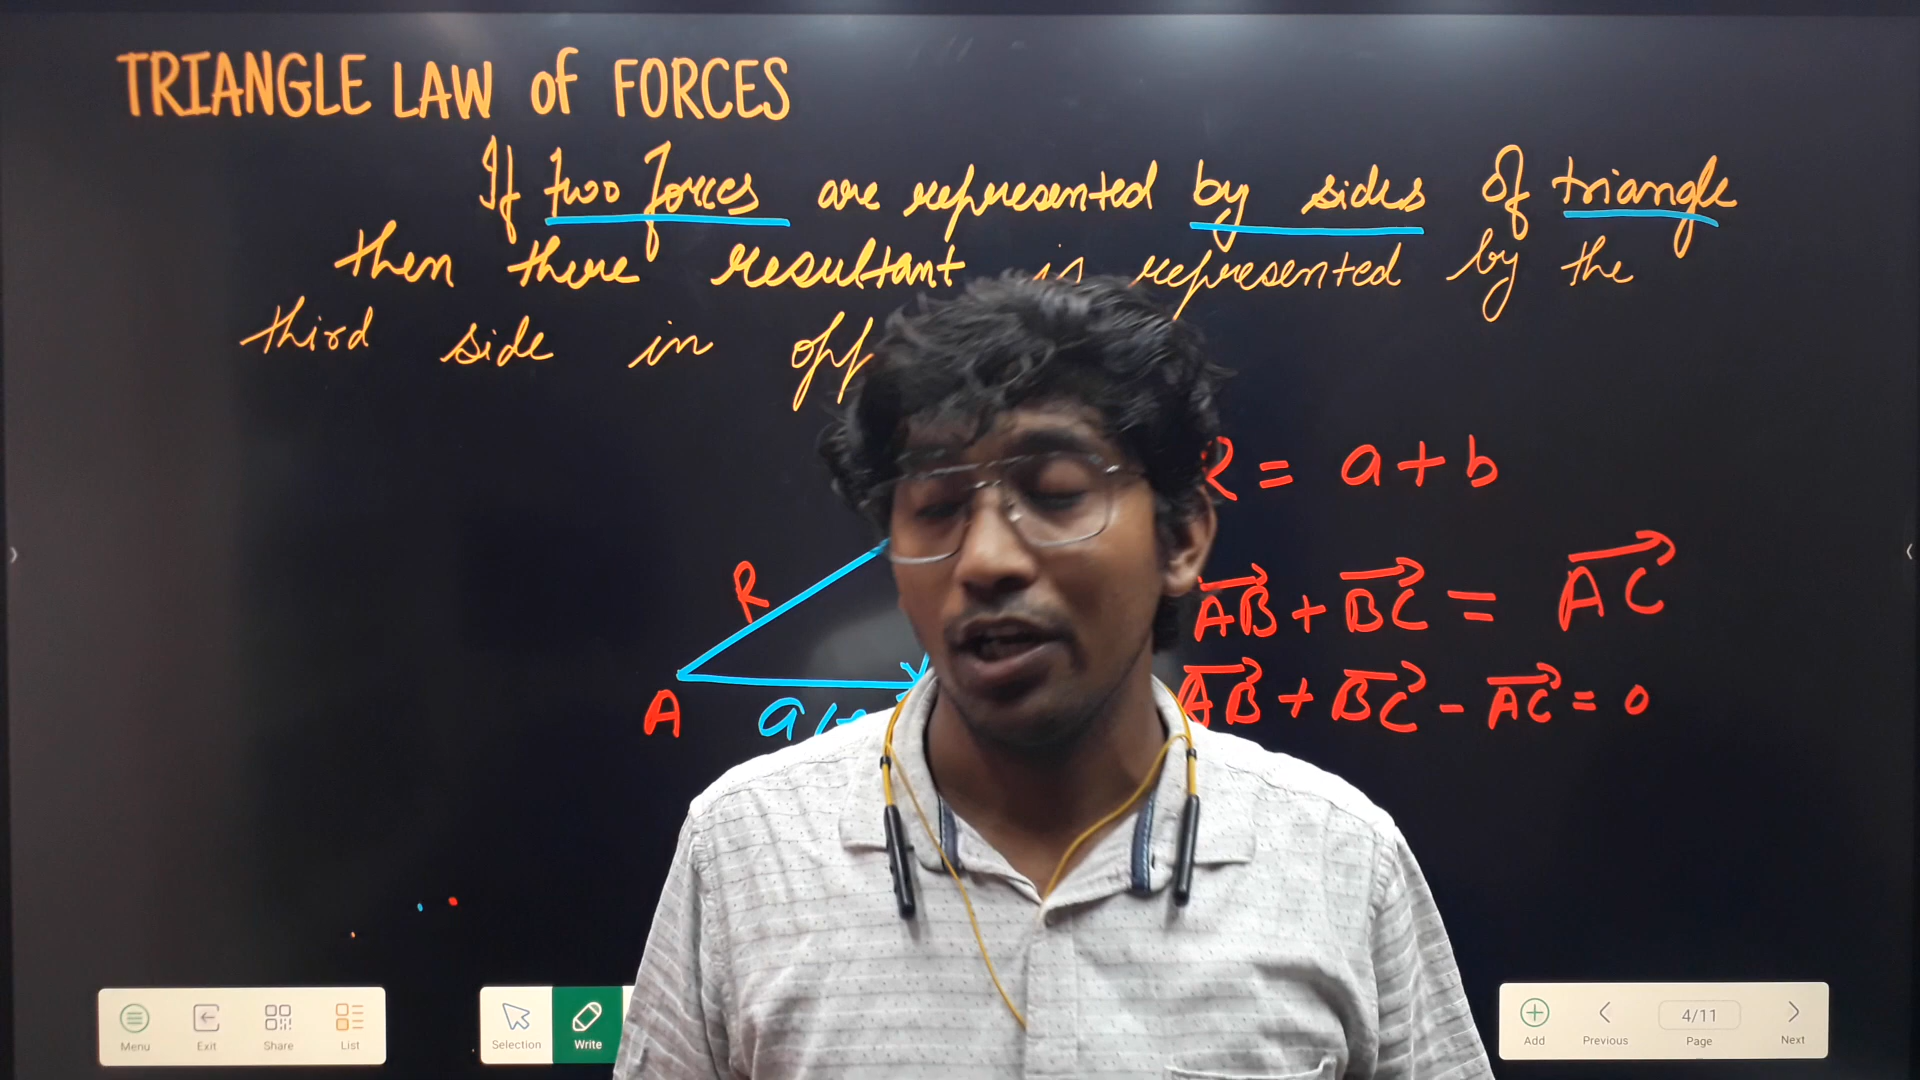 TRIANGLE LAW of FORCES
If two forces are represented by sides of triangle
then there resultant is represented by the
third side in opp
R = a + b
R
AB + BC = AC
A
a
AB + BC - AC = 0
Menu
Exit
Share
List
Selection
Write
Add
Previous
4/11
Page
Next